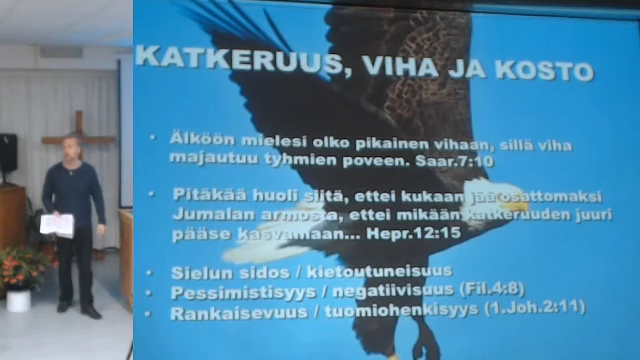 KATKERUUS, VIHA JA KOSTO
• Älköön mielesi olko pikainen vihaan, sillä viha
majautuu tyhmien poveen. Saar.7:10
• Pitäkää huoli siitä, ettei kukaan jää osattomaksi
Jumalan armosta, ettei mikään katkeruuden juuri
pääse kasvamaan... Hepr.12:15
• Sielun sidos / kietoutuneisuus
• Pessimistisyys / negatiivisuus (Fil.4:8)
• Rankaisevuus / tuomiohenkisyys (1.Joh.2:11)